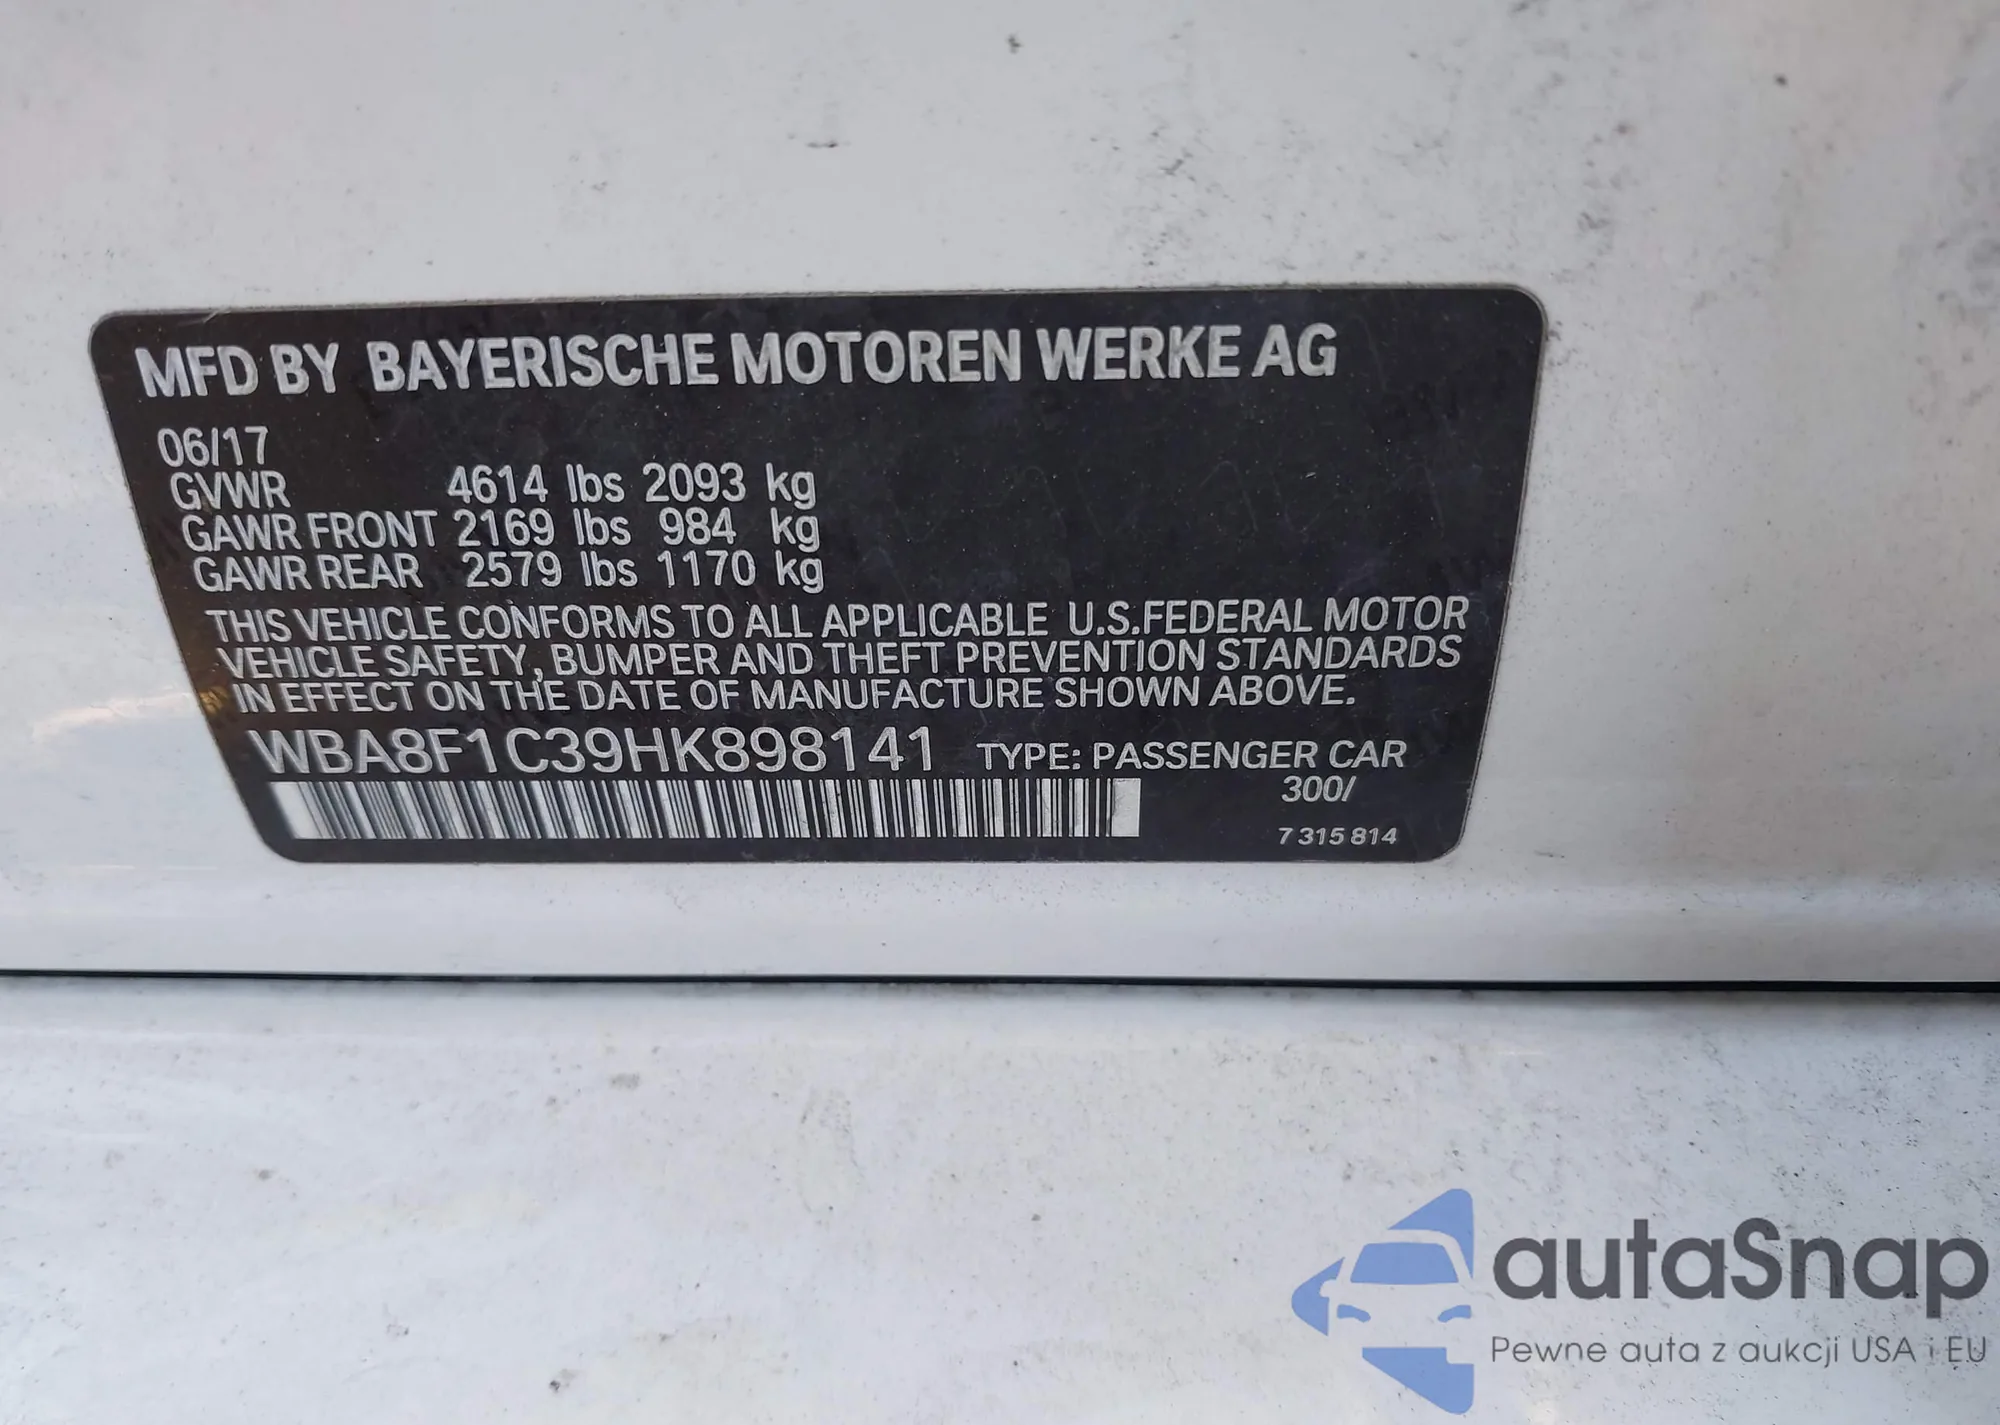 MFD BY BAYERISCHE MOTOREN WERKE AG
06/17
GVWR 4614 lbs 2093 kg
GAWR FRONT 2169 lbs 984 kg
GAWR REAR 2579 lbs 1170 kg
THIS VEHICLE CONFORMS TO ALL APPLICABLE U.S.FEDERAL MOTOR
VEHICLE SAFETY, BUMPER AND THEFT PREVENTION STANDARDS
IN EFFECT ON THE DATE OF MANUFACTURE SHOWN ABOVE.
WBA8F1C39HK898141 TYPE: PASSENGER CAR
300/
7 315 814
autaSnap
Pewne auta z aukcji USA i EU